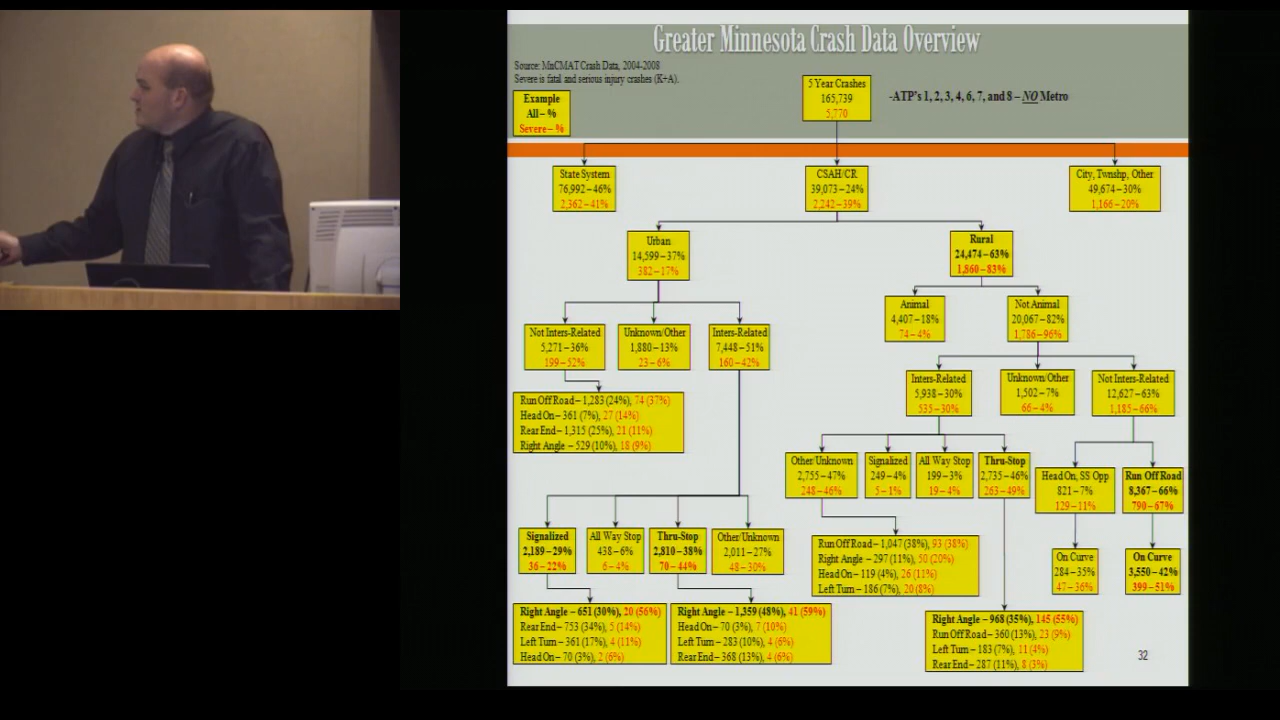 Greater Minnesota Crash Data Overview
Source: MnCMAT Crash Data, 2004-2008
Severe is fatal and serious injury crashes (K+A).
Example
All – %
Severe – %
5 Year Crashes
165,739
5,770
-ATP's 1, 2, 3, 4, 6, 7, and 8 – NO Metro
State System
76,992 – 46%
2,362 – 41%
CSAH/CR
39,073 – 24%
2,242 – 39%
City, Twnshp, Other
49,674 – 30%
1,166 – 20%
Urban
14,599 – 37%
382 – 17%
Rural
24,474 – 63%
1,860 – 83%
Animal
4,407 – 18%
74 – 4%
Not Animal
20,067 – 82%
1,786 – 96%
Not Inters-Related
5,271 – 36%
199 – 52%
Unknown/Other
1,880 – 13%
23 – 6%
Inters-Related
7,448 – 51%
160 – 42%
Inters-Related
5,938 – 30%
535 – 30%
Unknown/Other
1,502 – 7%
66 – 4%
Not Inters-Related
12,627 – 63%
1,185 – 66%
Run Off Road – 1,283 (24%), 74 (37%)
Head On – 361 (7%), 27 (14%)
Rear End – 1,315 (25%), 21 (11%)
Right Angle – 529 (10%), 18 (9%)
Other/Unknown
2,755 – 47%
248 – 46%
Signalized
249 – 4%
5 – 1%
All Way Stop
199 – 3%
19 – 4%
Thru-Stop
2,735 – 46%
263 – 49%
Head On, SS Opp
821 – 7%
129 – 11%
Run Off Road
8,367 – 66%
790 – 67%
Signalized
2,189 – 29%
36 – 22%
All Way Stop
438 – 6%
6 – 4%
Thru-Stop
2,810 – 38%
70 – 44%
Other/Unknown
2,011 – 27%
48 – 30%
Run Off Road – 1,047 (38%), 93 (38%)
Right Angle – 297 (11%), 50 (20%)
Head On – 119 (4%), 26 (11%)
Left Turn – 186 (7%), 20 (8%)
On Curve
284 – 35%
47 – 36%
On Curve
3,550 – 42%
399 – 51%
Right Angle – 651 (30%), 20 (56%)
Rear End – 753 (34%), 5 (14%)
Left Turn – 361 (17%), 4 (11%)
Head On – 70 (3%), 2 (6%)
Right Angle – 1,359 (48%), 41 (59%)
Head On – 70 (3%), 7 (10%)
Left Turn – 283 (10%), 4 (6%)
Rear End – 368 (13%), 4 (6%)
Right Angle – 968 (35%), 145 (55%)
Run Off Road – 360 (13%), 23 (9%)
Left Turn – 183 (7%), 11 (4%)
Rear End – 287 (11%), 8 (3%)
32